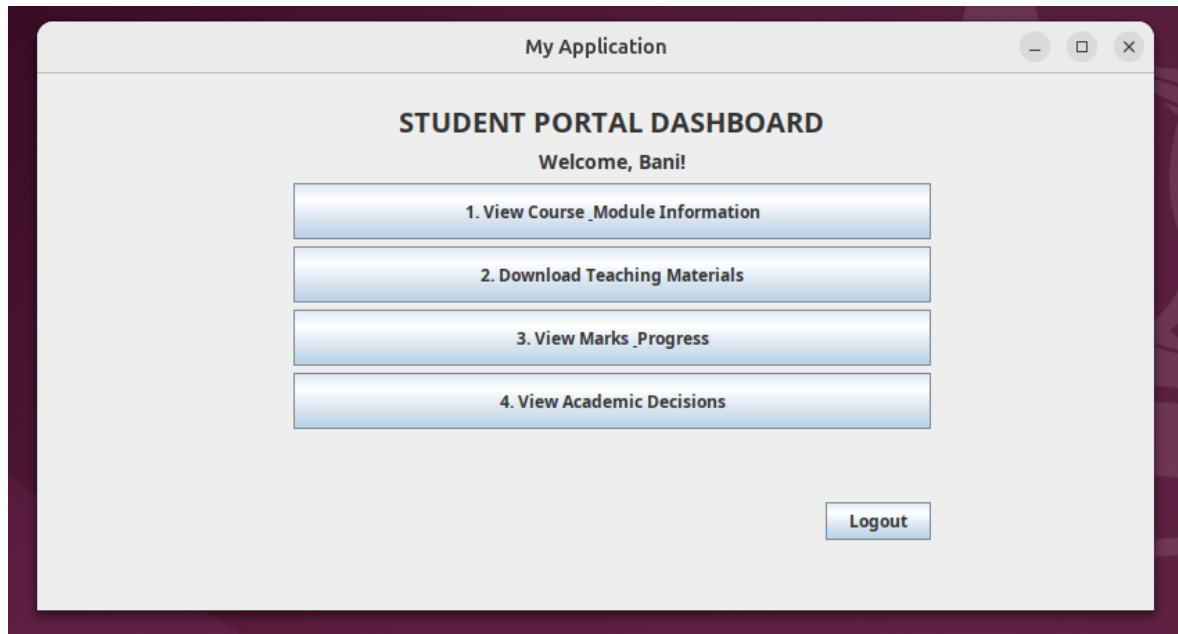 My Application
STUDENT PORTAL DASHBOARD
Welcome, Bani!
1. View Course _Module Information
2. Download Teaching Materials
3. View Marks _Progress
4. View Academic Decisions
Logout